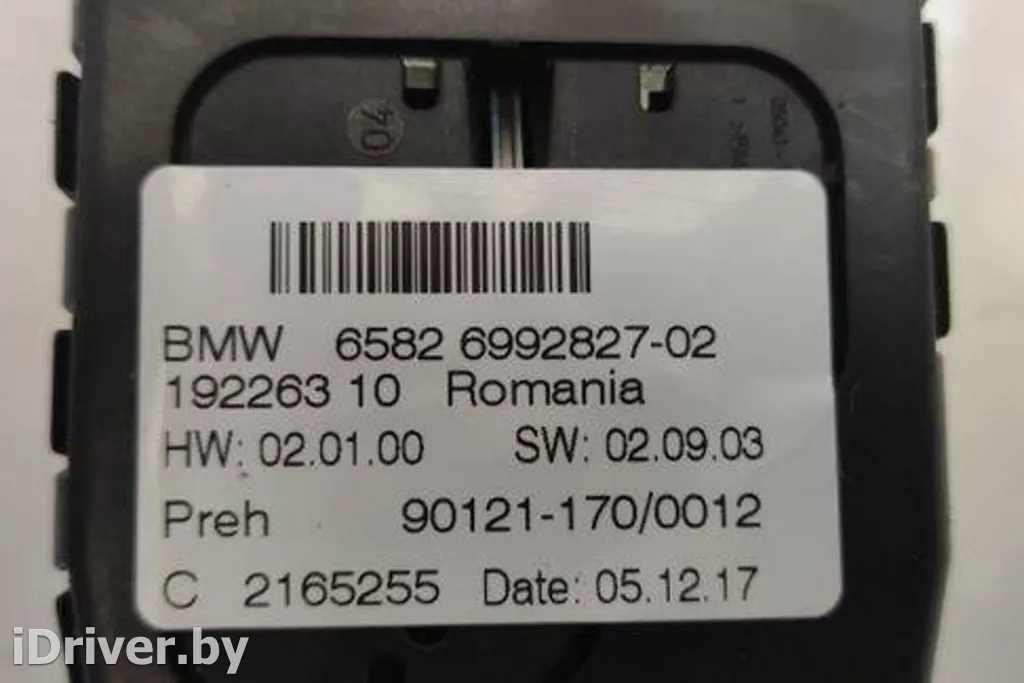 04
BMW 6582 6992827-02
192263 10 Romania
HW: 02.01.00 SW: 02.09.03
Preh 90121-170/0012
C 2165255 Date: 05.12.17
iDriver.by